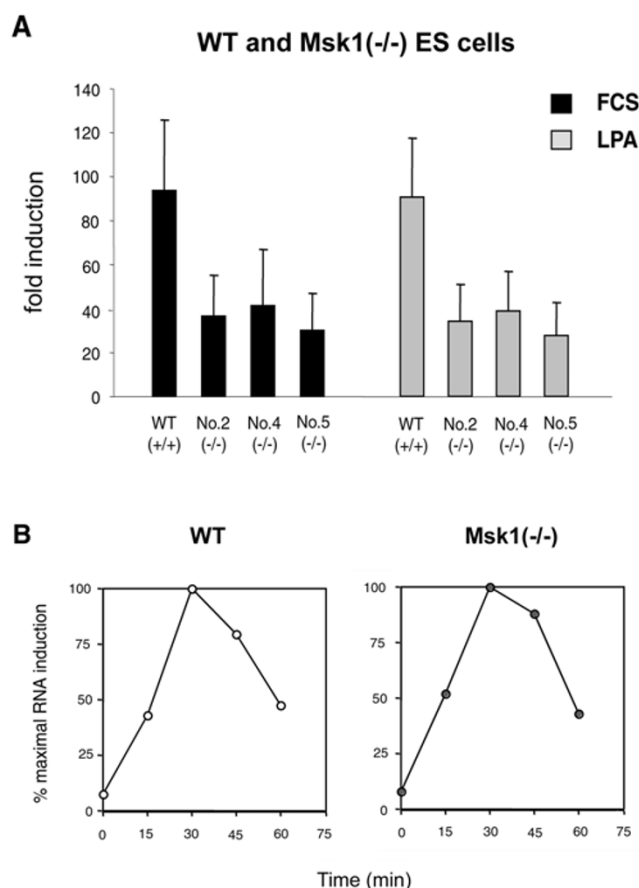 A
WT and Msk1(-/-) ES cells
FCS
LPA
fold induction
140
120
100
80
60
40
20
0
WT No.2 No.4 No.5 WT No.2 No.4 No.5
(+/+) (-/-) (-/-) (-/-) (+/+) (-/-) (-/-) (-/-)
B
WT Msk1(-/-)
% maximal RNA induction
100 100
75 75
50 50
25 25
0 0
0 15 30 45 60 75 0 15 30 45 60 75
Time (min)